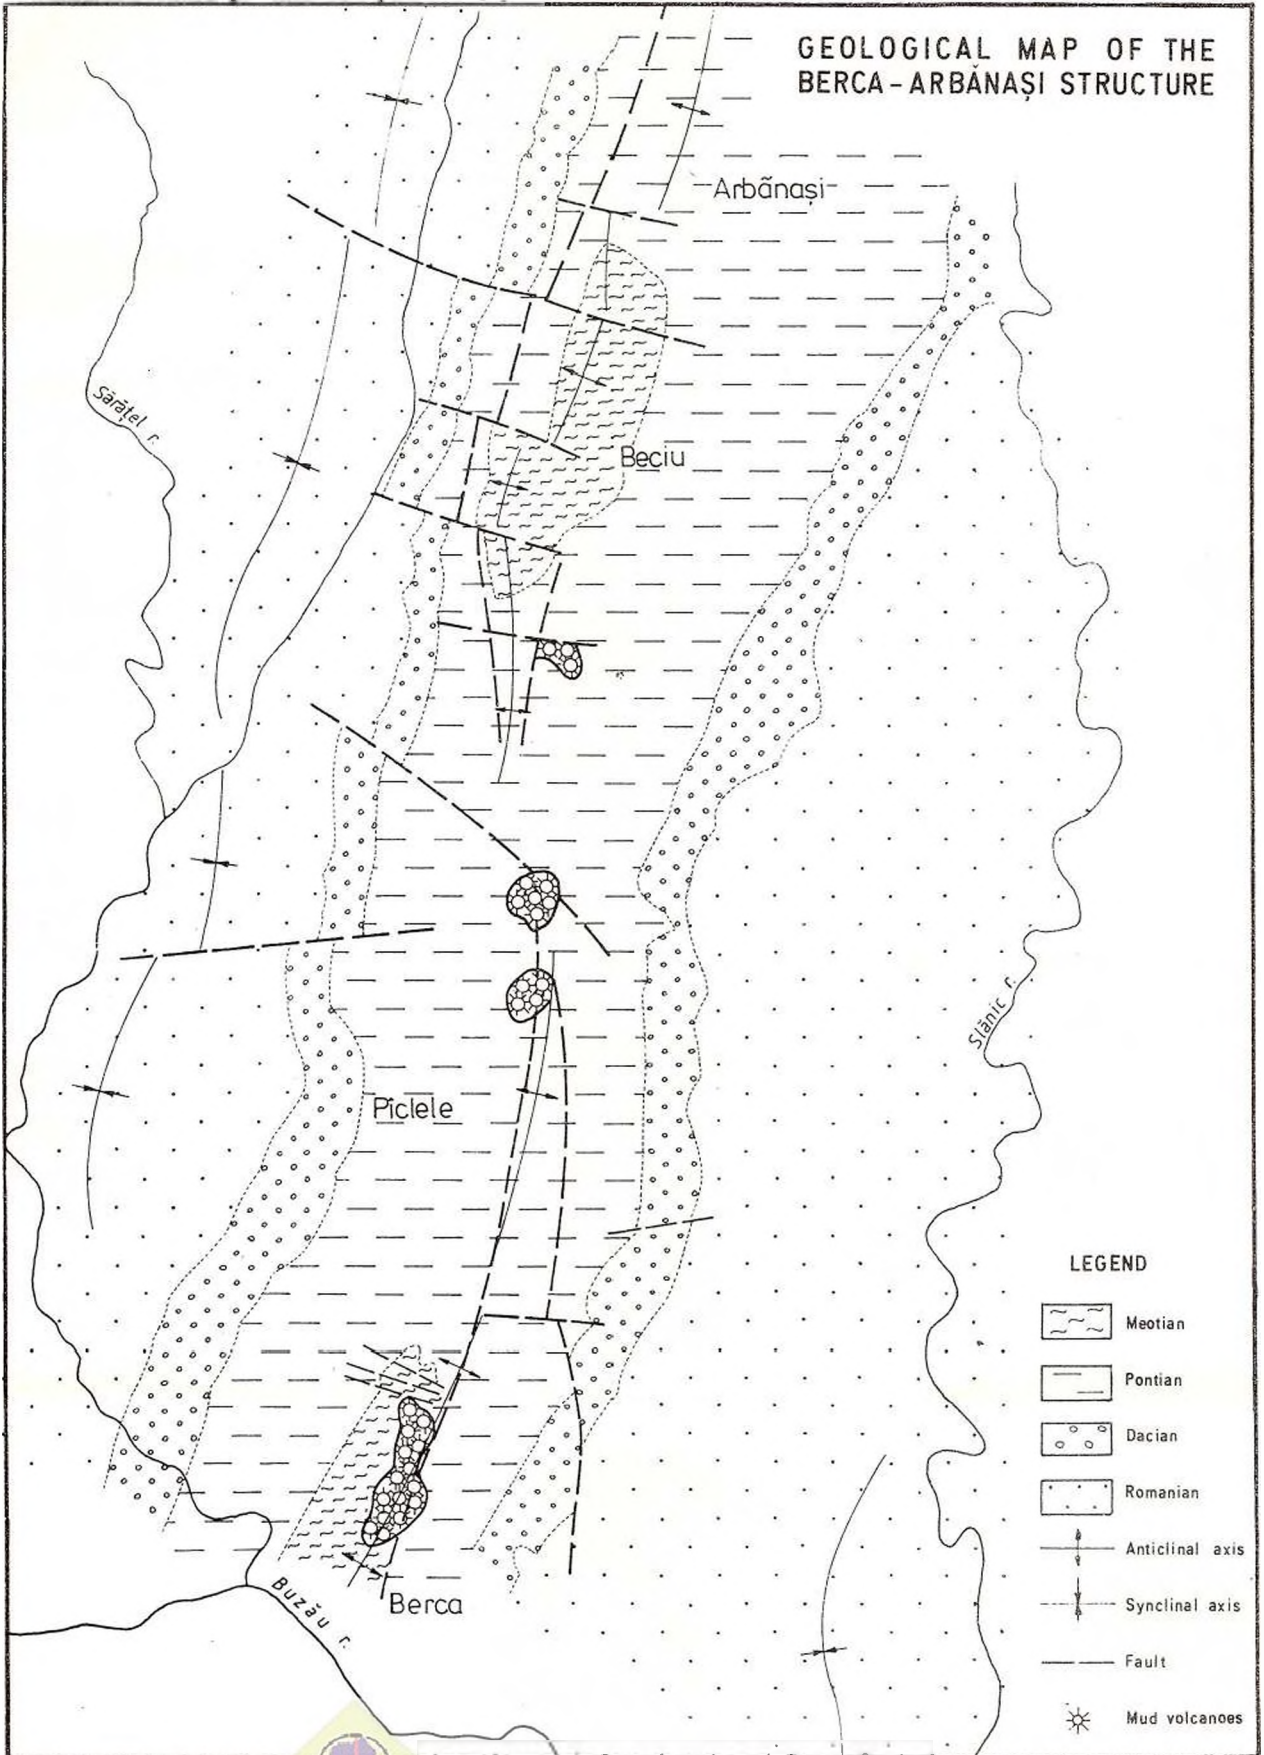 GEOLOGICAL MAP OF THE
BERCA-ARBĂNAȘI STRUCTURE
Arbănași
Sărățel r.
Beciu
Slănic r.
Pîclele
Berca
Buzău r.
LEGEND
Meotian
Pontian
Dacian
Romanian
Anticlinal axis
Synclinal axis
Fault
Mud volcanoes